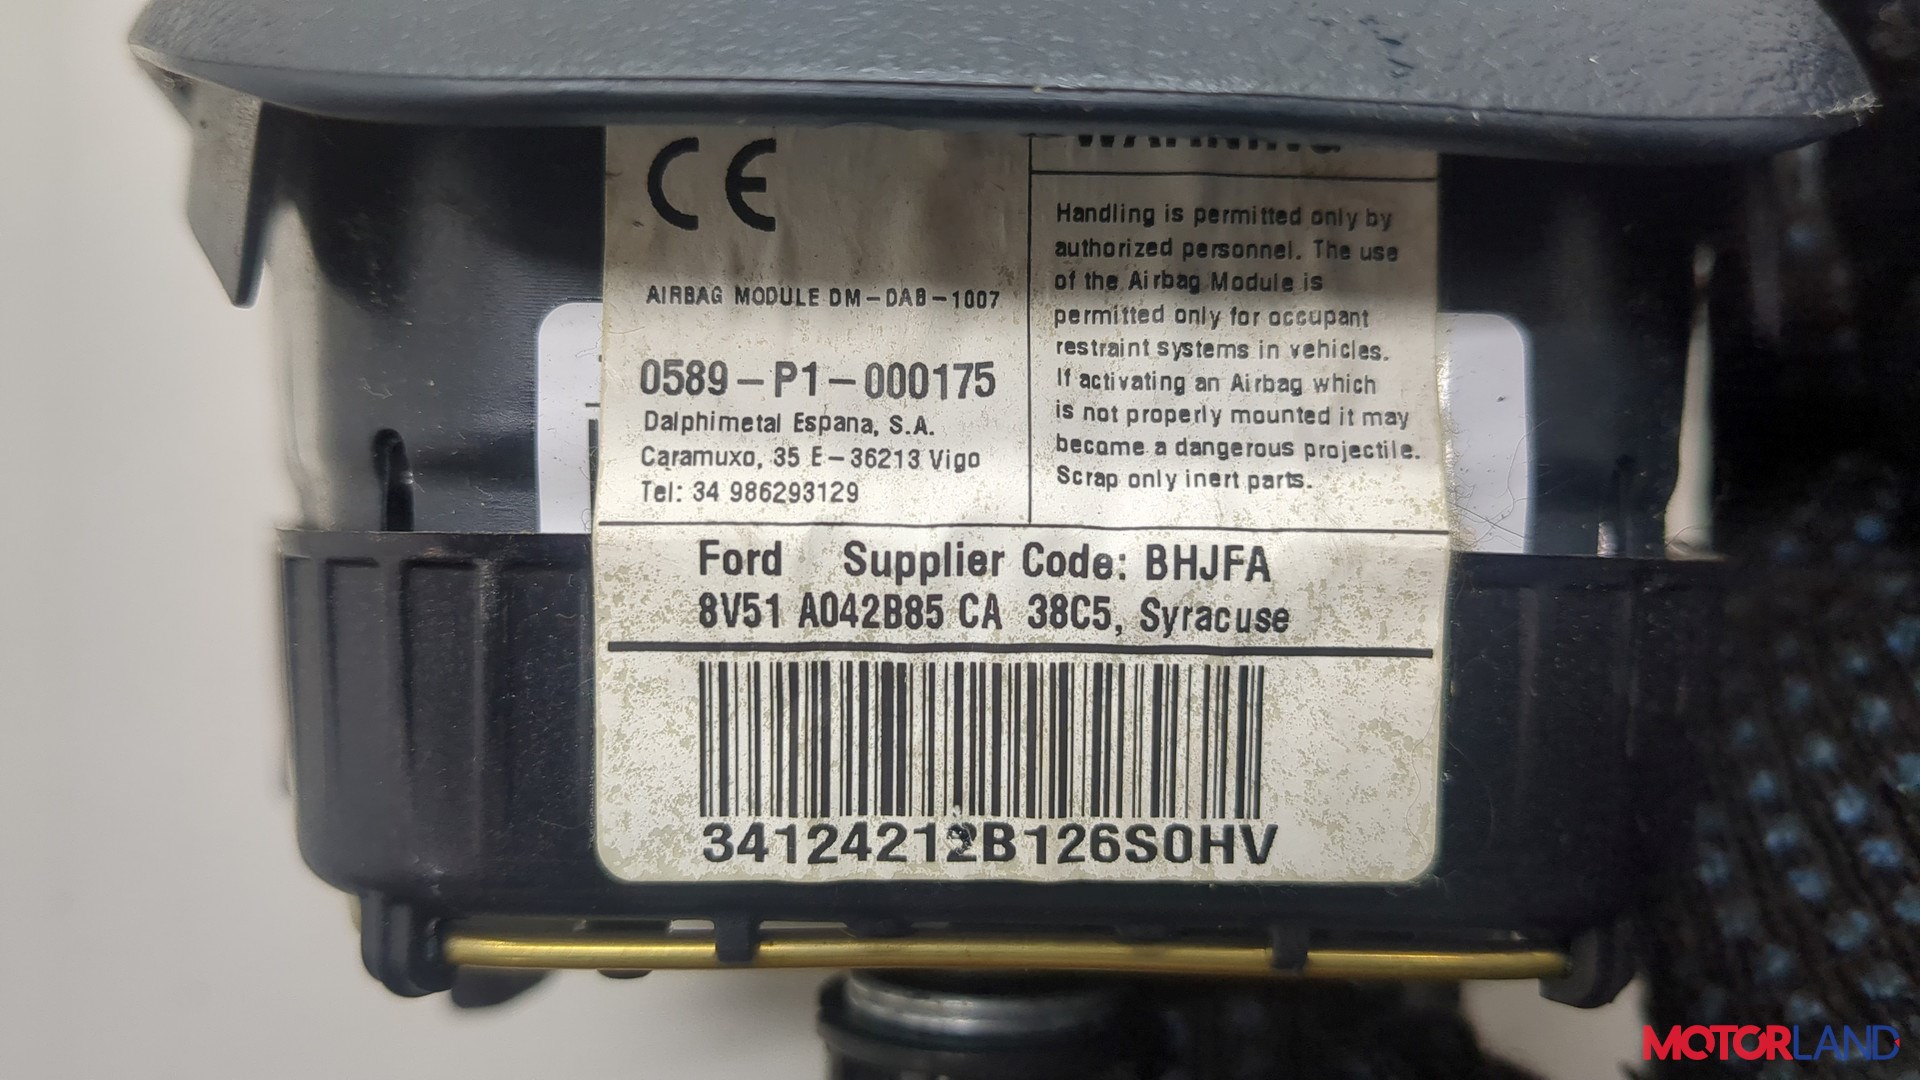 CE
AIRBAG MODULE DM-DAB-1007
0589-P1-000175
Dalphimetal Espana, S.A.
Caramuxo, 35 E-36213 Vigo
Tel: 34 986293129
WARNING
Handling is permitted only by
authorized personnel. The use
of the Airbag Module is
permitted only for occupant
restraint systems in vehicles.
If activating an Airbag which
is not properly mounted it may
become a dangerous projectile.
Scrap only inert parts.
Ford Supplier Code: BHJFA
8V51 A042B85 CA 38C5, Syracuse
34124212B126S0HV
MOTORLAND